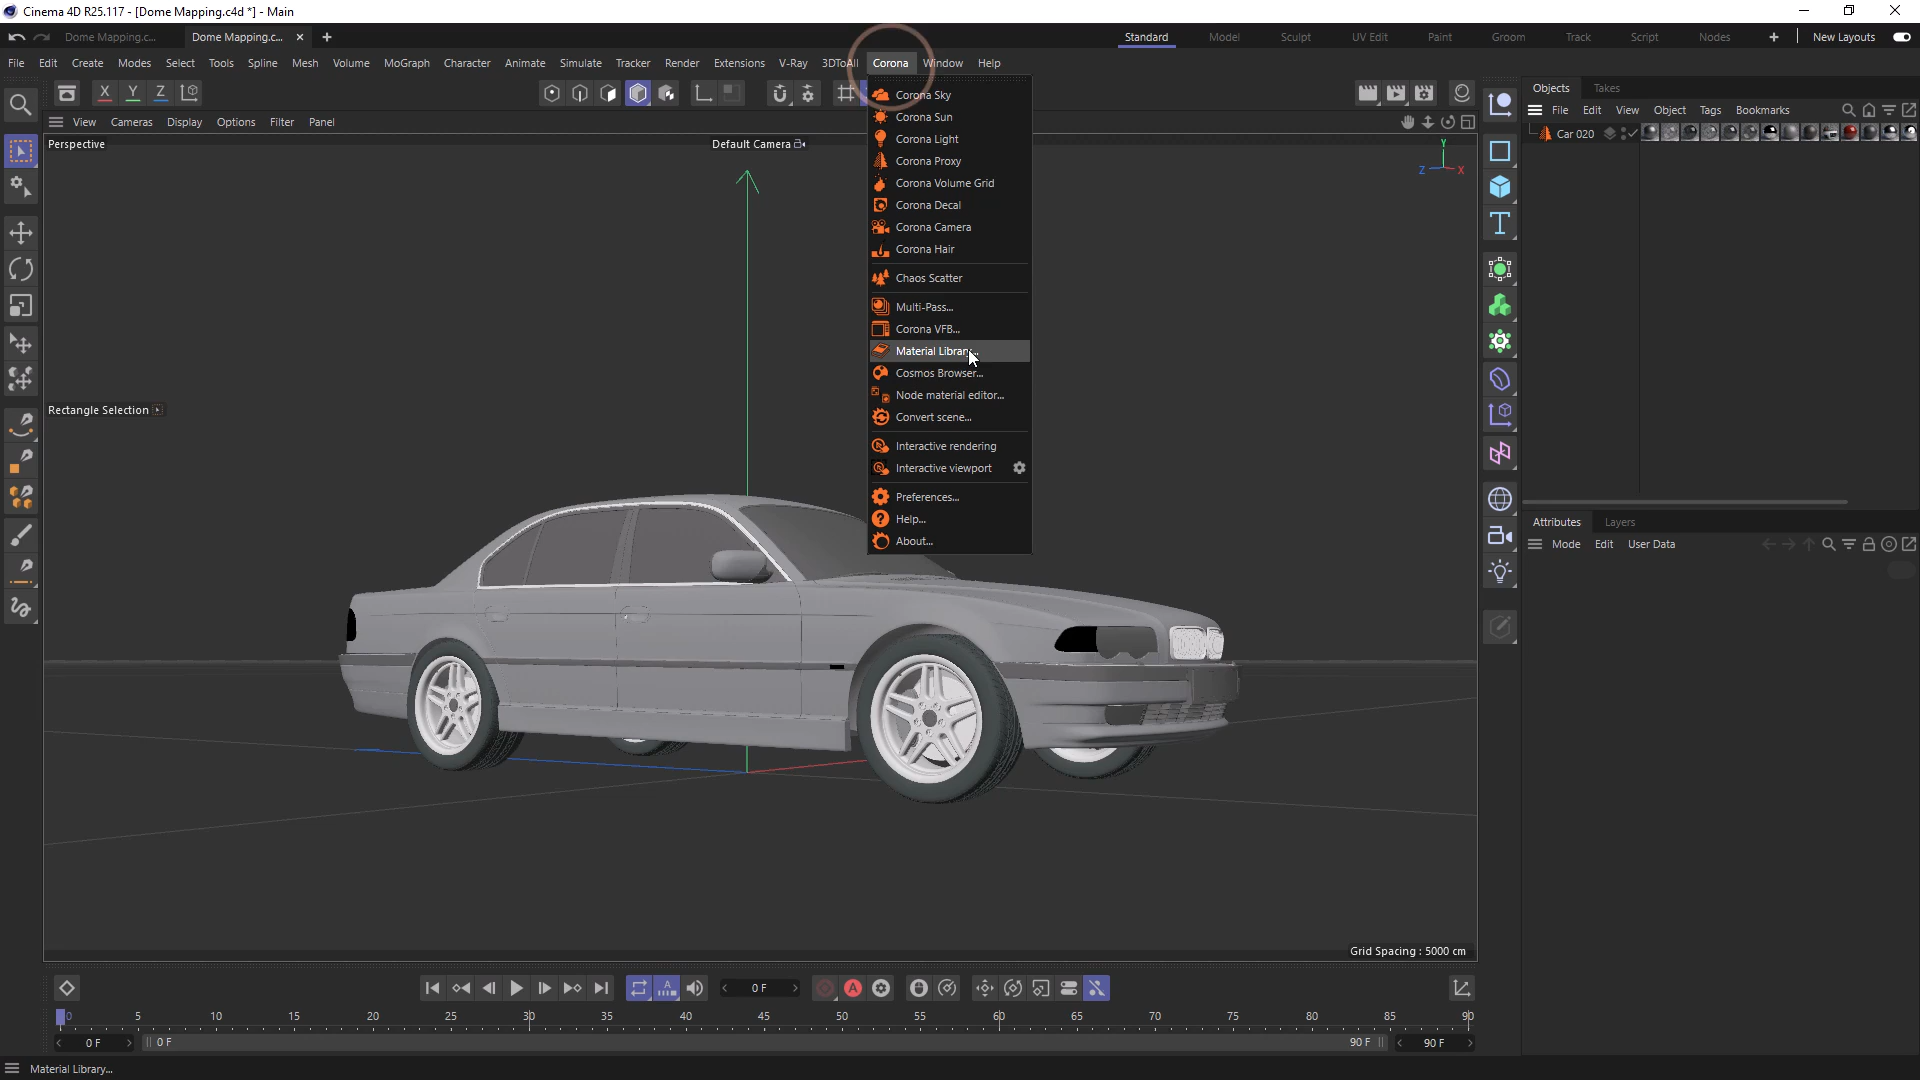 Cinema 4D R25.117 - [Dome Mapping.c4d *] - Main
Dome Mapping.c...
Dome Mapping.c...
Standard
Model
Sculpt
UV Edit
Paint
Groom
Track
Script
Nodes
New Layouts
File
Edit
Create
Modes
Select
Tools
Spline
Mesh
Volume
MoGraph
Character
Animate
Simulate
Tracker
Render
Extensions
V-Ray
3DToAll
Corona
Window
Help
X
Y
Z
View
Cameras
Display
Options
Filter
Panel
Perspective
Default Camera
Y
Z
X
Rectangle Selection
Corona Sky
Corona Sun
Corona Light
Corona Proxy
Corona Volume Grid
Corona Decal
Corona Camera
Corona Hair
Chaos Scatter
Multi-Pass...
Corona VFB...
Material Library...
Cosmos Browser...
Node material editor...
Convert scene...
Interactive rendering
Interactive viewport
Preferences...
Help...
About...
Objects
Takes
File
Edit
View
Object
Tags
Bookmarks
Car 020
Attributes
Layers
Mode
Edit
User Data
Grid Spacing : 5000 cm
0 F
0 5 10 15 20 25 30 35 40 45 50 55 60 65 70 75 80 85 90
0 F
0 F
90 F
90 F
Material Library...